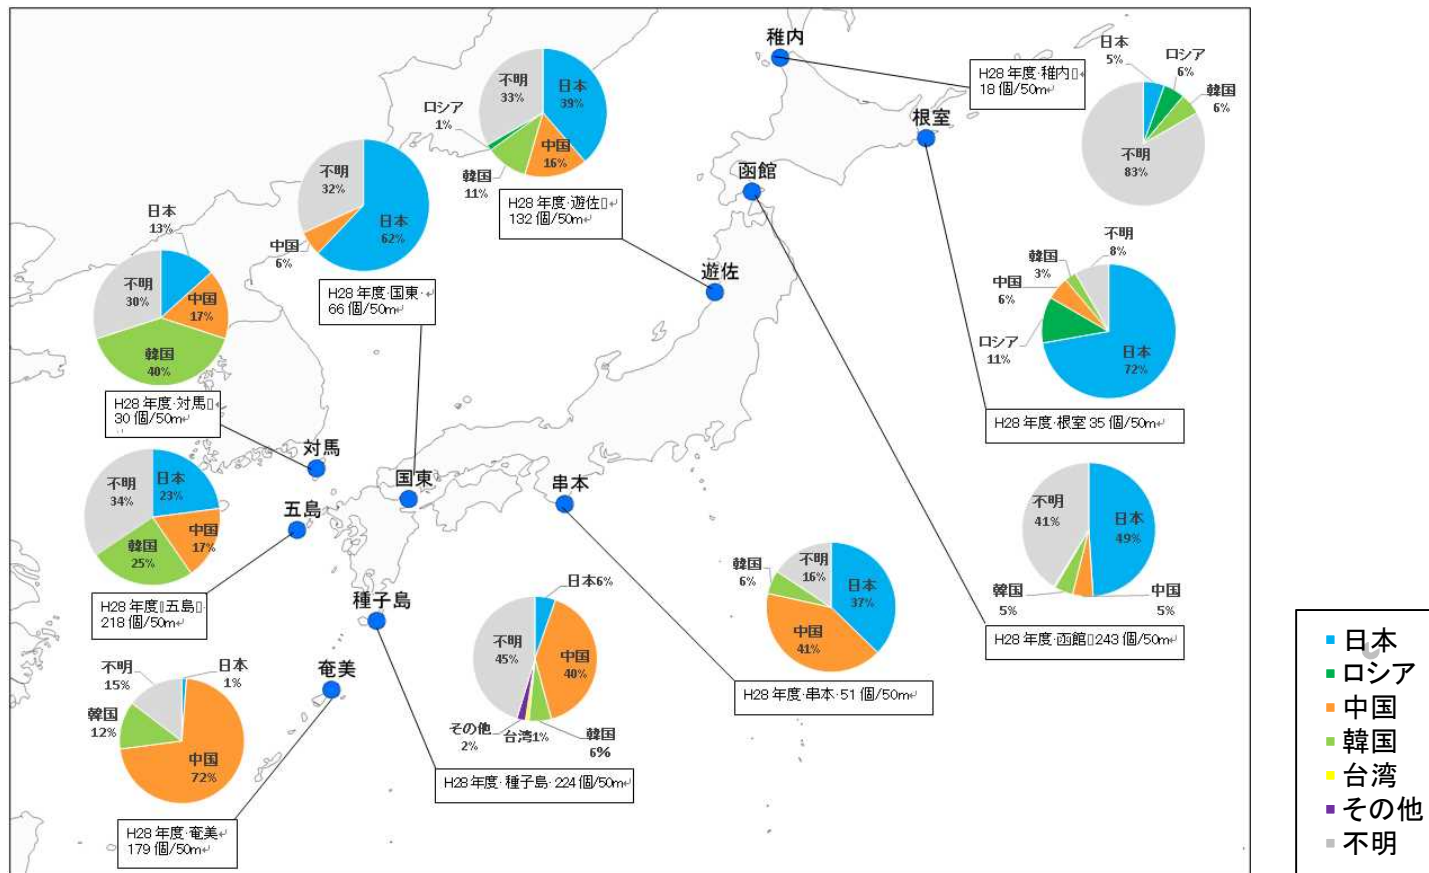 稚内
H28 年度・稚内
18 個/50m
日本
5%
ロシア
6%
韓国
6%
不明
83%
根室
函館
不明
33%
日本
39%
ロシア
1%
中国
16%
韓国
11%
H28 年度・遊佐
132 個/50m
遊佐
不明
32%
日本
62%
中国
6%
H28 年度・国東・
66 個/50m
日本
13%
不明
30%
中国
17%
韓国
40%
H28 年度・対馬
30 個/50m
不明
8%
韓国
3%
中国
6%
ロシア
11%
日本
72%
H28 年度・根室 35 個/50m
対馬
国東
串本
五島
不明
34%
日本
23%
中国
17%
韓国
25%
H28 年度 五島
218 個/50m
種子島
奄美
不明
41%
日本
49%
韓国
5%
中国
5%
H28 年度・函館 243 個/50m
韓国
6%
不明
16%
日本
37%
中国
41%
H28 年度・串本・51 個/50m
日本6%
不明
45%
中国
40%
その他
2%
台湾1%
韓国
6%
H28 年度・種子島・224 個/50m
不明
15%
日本
1%
韓国
12%
中国
72%
H28 年度・奄美
179 個/50m
日本
ロシア
中国
韓国
台湾
その他
不明